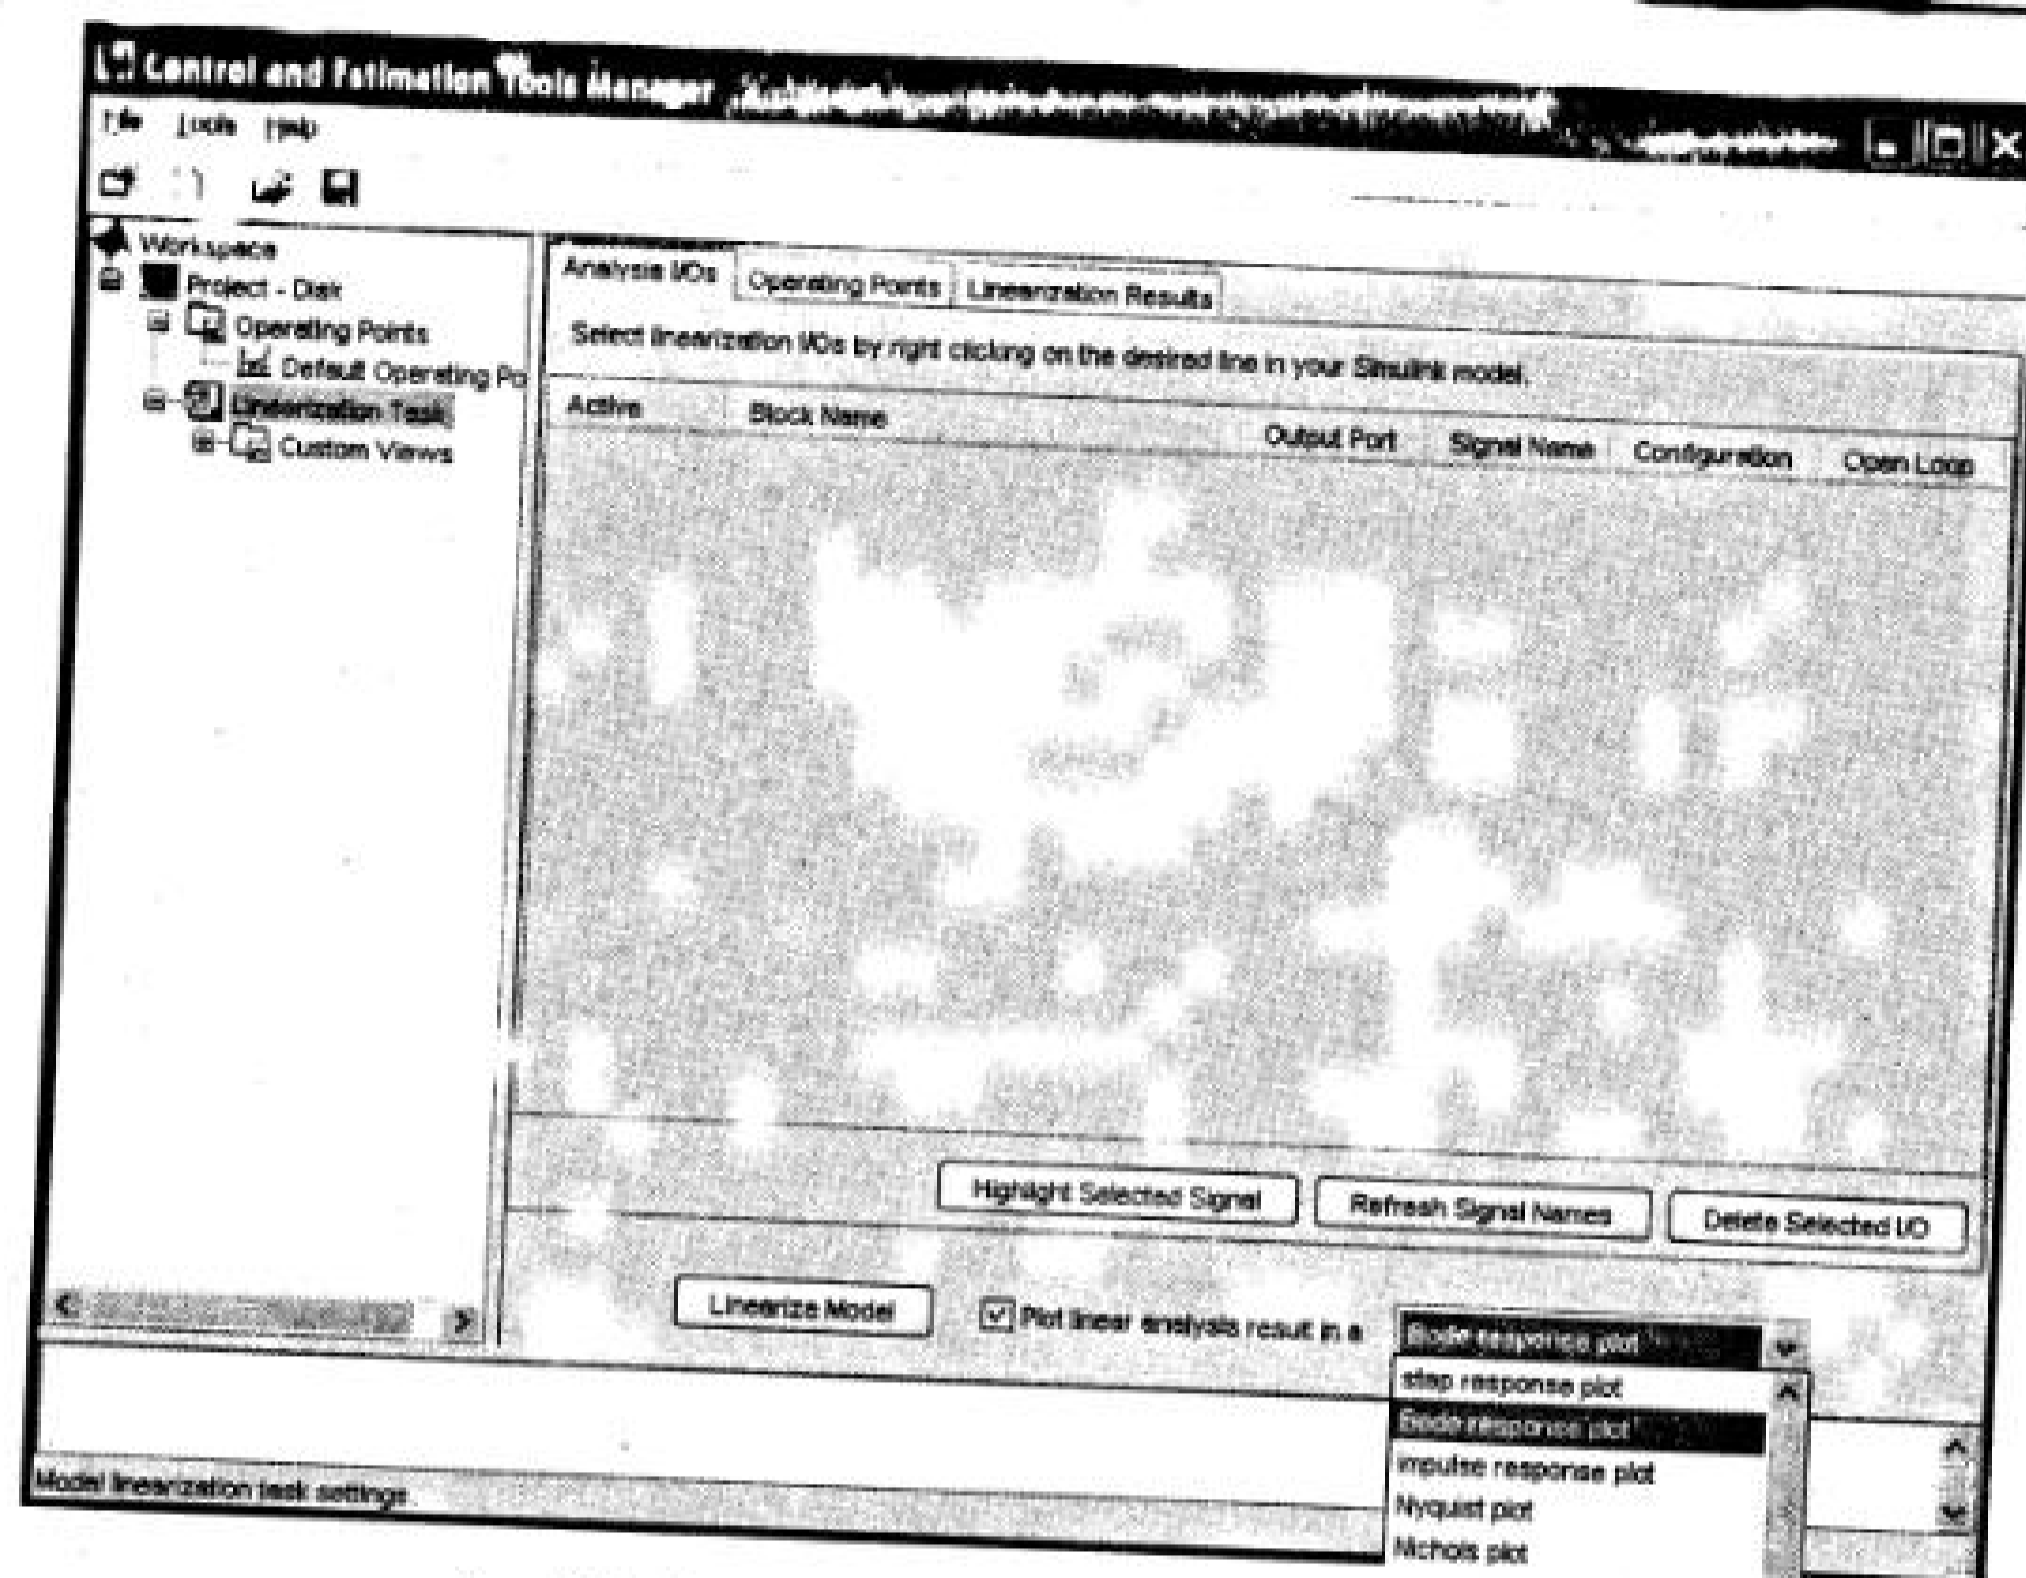 Control and Estimation Tools Manager
File Tools Help
Workspace
Project - Disk
Operating Points
Default Operating Po
Linearization Task
Custom Views
Analysis I/Os Operating Points Linearization Results
Select linearization I/Os by right clicking on the desired line in your Simulink model.
Active Block Name Output Port Signal Name Configuration Open Loop
Highlight Selected Signal Refresh Signal Names Delete Selected I/O
Linearize Model Plot linear analysis result in a Bode response plot
step response plot
Bode response plot
impulse response plot
Nyquist plot
Nichols plot
Model linearization task settings